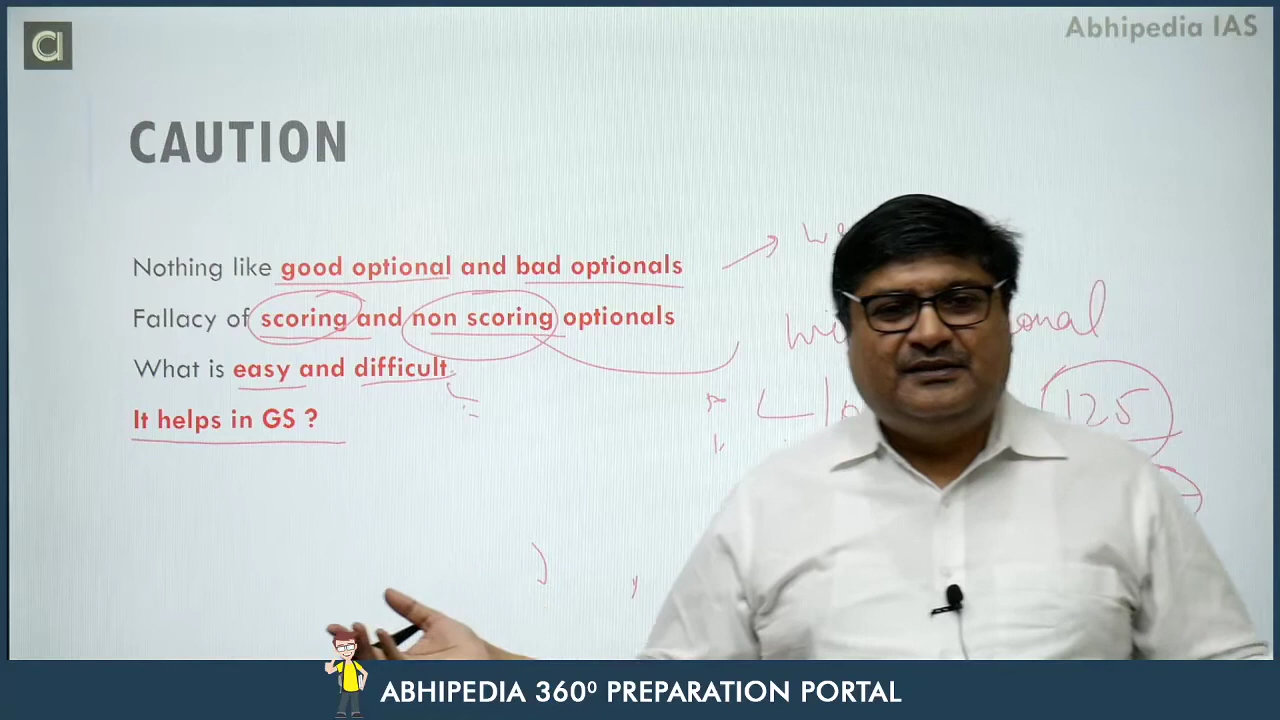 Abhipedia IAS
CAUTION
Nothing like good optional and bad optionals
Fallacy of scoring and non scoring optionals
What is easy and difficult
It helps in GS ?
125
ABHIPEDIA 360⁰ PREPARATION PORTAL